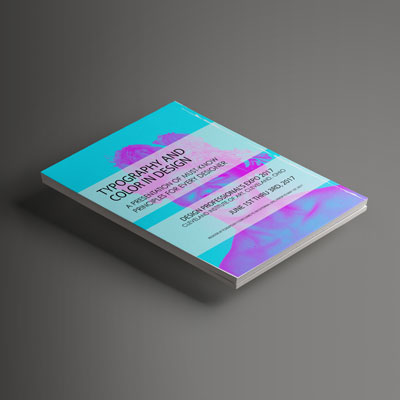 TYPOGRAPHY AND
COLOR IN DESIGN
A PRESENTATION OF MUST-KNOW
PRINCIPLES FOR EVERY DESIGNER
DESIGN PROFESSIONALS EXPO 2017
CLEVELAND INSTITUTE OF ART, CLEVELAND, OHIO
JUNE 1ST THRU 3RD, 2017